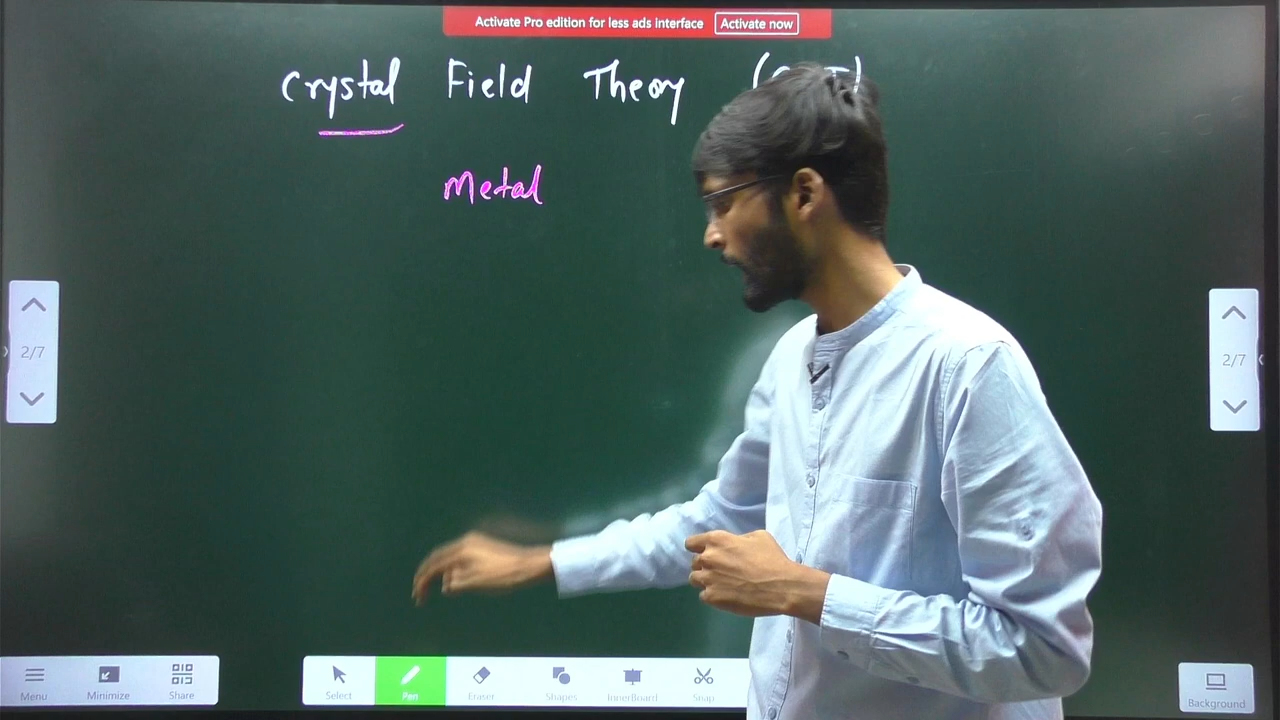 Activate Pro edition for less ads interface Activate now
Crystal Field Theory
Metal
2/7
2/7
Menu Minimize Share Select Pen Eraser Shapes InnerBoard Snap Background